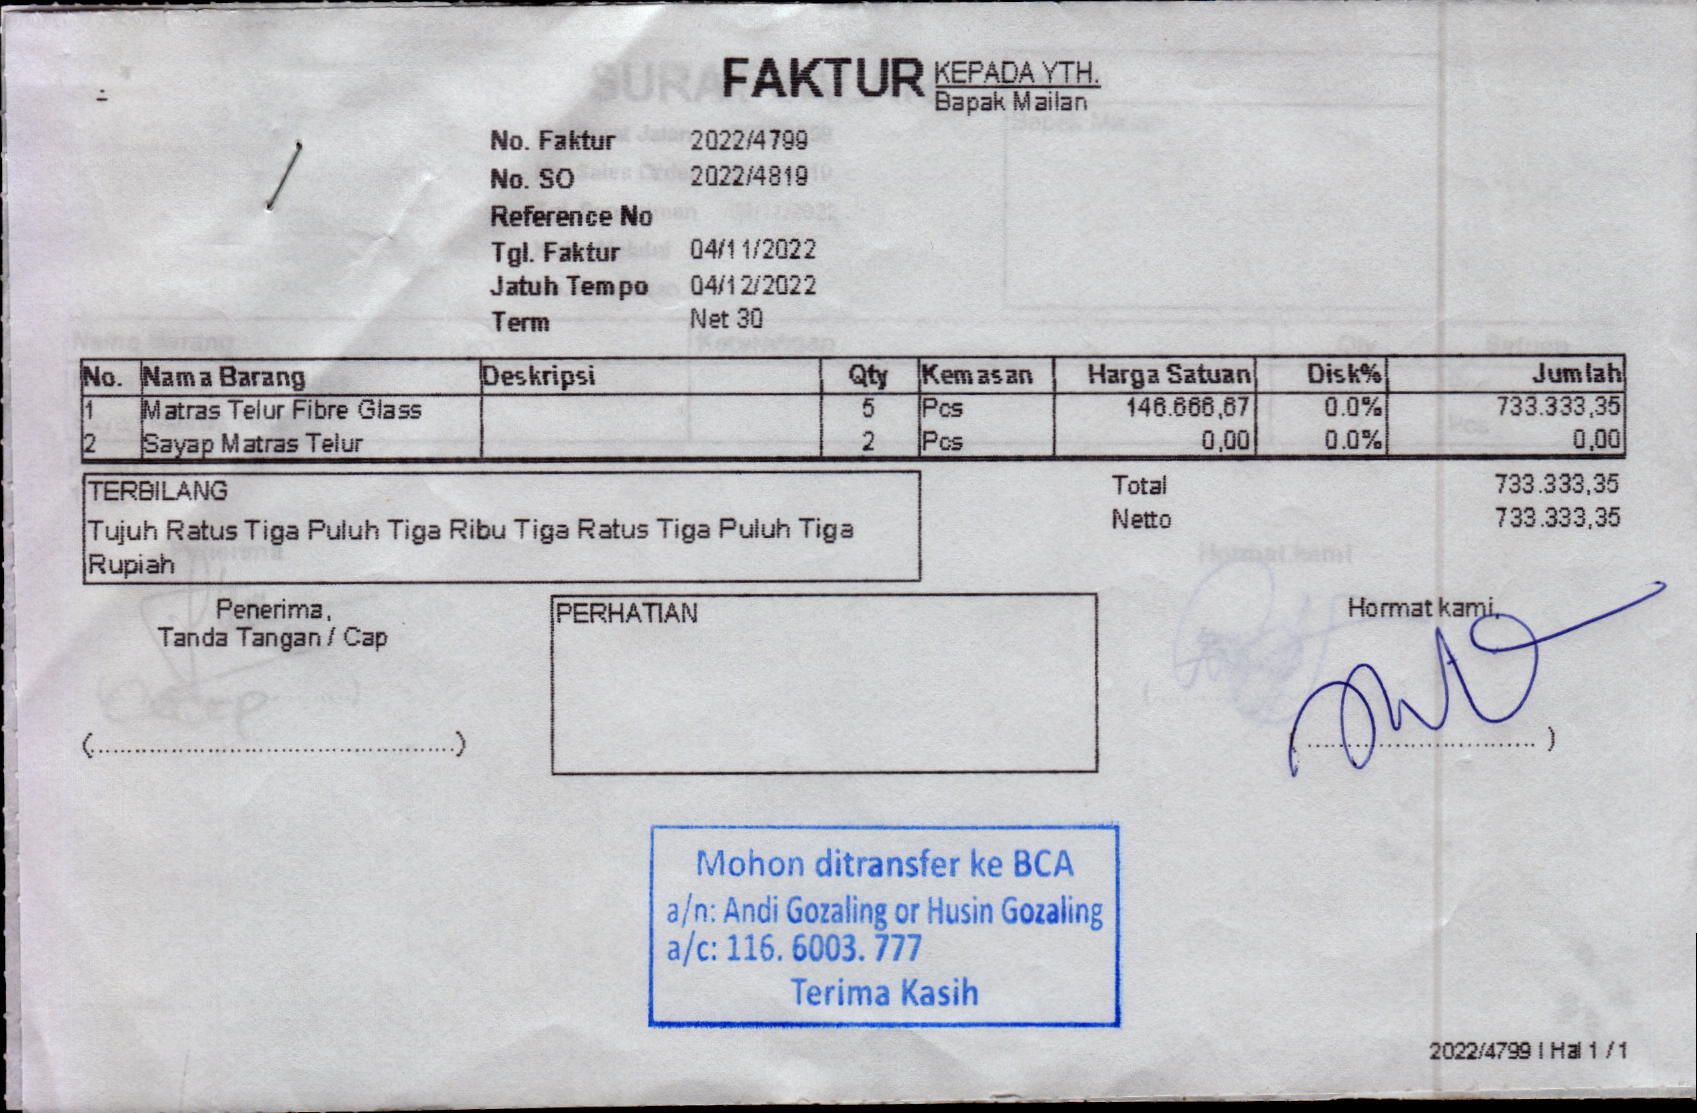 FAKTUR
KEPADA YTH.
Bapak Mailan
No. Faktur 2022/4799
No. SO 2022/4819
Reference No
Tgl. Faktur 04/11/2022
Jatuh Tempo 04/12/2022
Term Net 30
No. Nama Barang Deskripsi Qty Kemasan Harga Satuan Disk% Jumlah
1 Matras Telur Fibre Glass 5 Pcs 146.666,67 0.0% 733.333,35
2 Sayap Matras Telur 2 Pcs 0,00 0.0% 0,00
TERBILANG
Tujuh Ratus Tiga Puluh Tiga Ribu Tiga Ratus Tiga Puluh Tiga
Rupiah
Total 733.333,35
Netto 733.333,35
Penerima,
Tanda Tangan / Cap
(..................................................)
PERHATIAN
Hormat kami,
(.............................. )
Mohon ditransfer ke BCA
a/n: Andi Gozaling or Husin Gozaling
a/c: 116. 6003. 777
Terima Kasih
2022/4799 | Hal 1 / 1